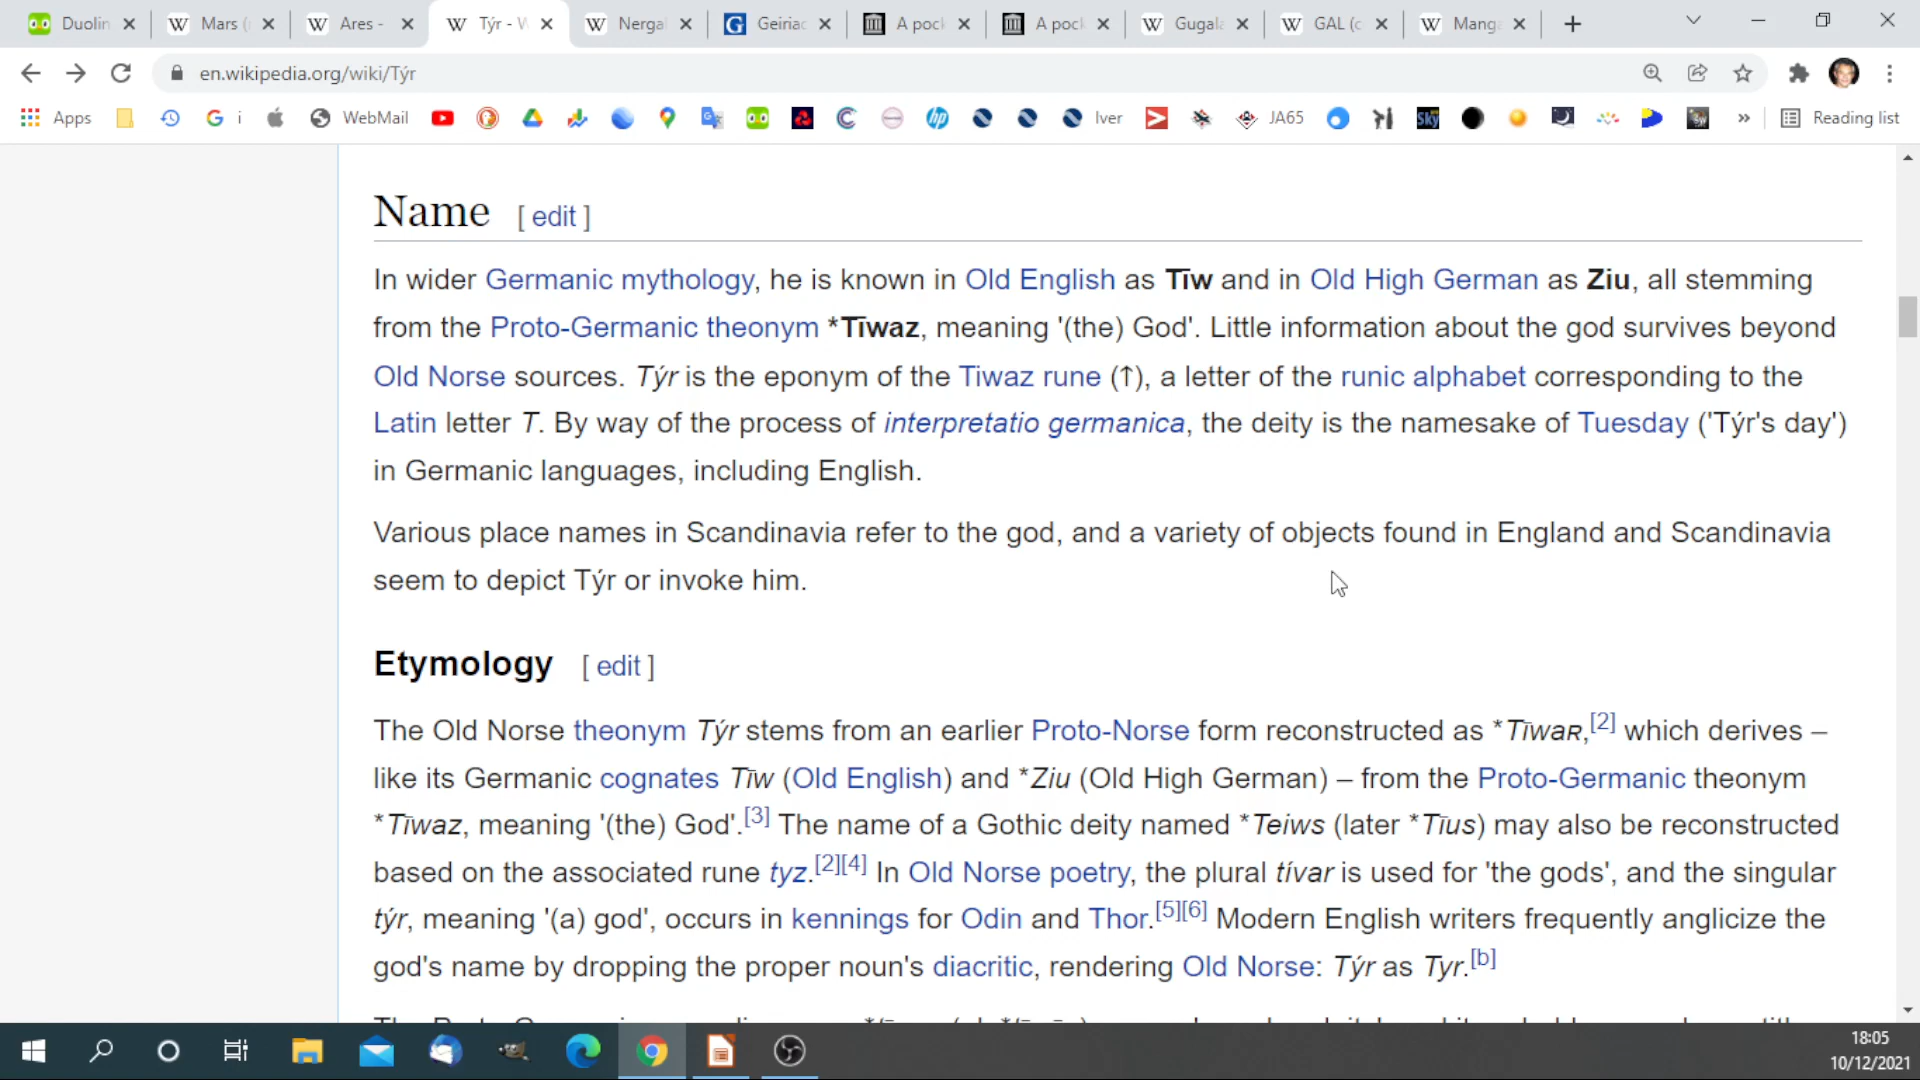 Duolin
Mars (
Ares -
Týr - W
Nergal
Geiriac
A pock
A pock
Gugala
GAL (c
Manga
en.wikipedia.org/wiki/Týr
Apps
i
WebMail
hp
Iver
JA65
sky
Reading list
Name [ edit ]
In wider Germanic mythology, he is known in Old English as Tīw and in Old High German as Ziu, all stemming
from the Proto-Germanic theonym *Tīwaz, meaning '(the) God'. Little information about the god survives beyond
Old Norse sources. Týr is the eponym of the Tiwaz rune (↑), a letter of the runic alphabet corresponding to the
Latin letter T. By way of the process of interpretatio germanica, the deity is the namesake of Tuesday ('Týr's day')
in Germanic languages, including English.
Various place names in Scandinavia refer to the god, and a variety of objects found in England and Scandinavia
seem to depict Týr or invoke him.
Etymology [ edit ]
The Old Norse theonym Týr stems from an earlier Proto-Norse form reconstructed as *Tīwaʀ,[2] which derives –
like its Germanic cognates Tīw (Old English) and *Ziu (Old High German) – from the Proto-Germanic theonym
*Tīwaz, meaning '(the) God'.[3] The name of a Gothic deity named *Teiws (later *Tīus) may also be reconstructed
based on the associated rune tyz.[2][4] In Old Norse poetry, the plural tívar is used for 'the gods', and the singular
týr, meaning '(a) god', occurs in kennings for Odin and Thor.[5][6] Modern English writers frequently anglicize the
god's name by dropping the proper noun's diacritic, rendering Old Norse: Týr as Tyr.[b]
18:05
10/12/2021